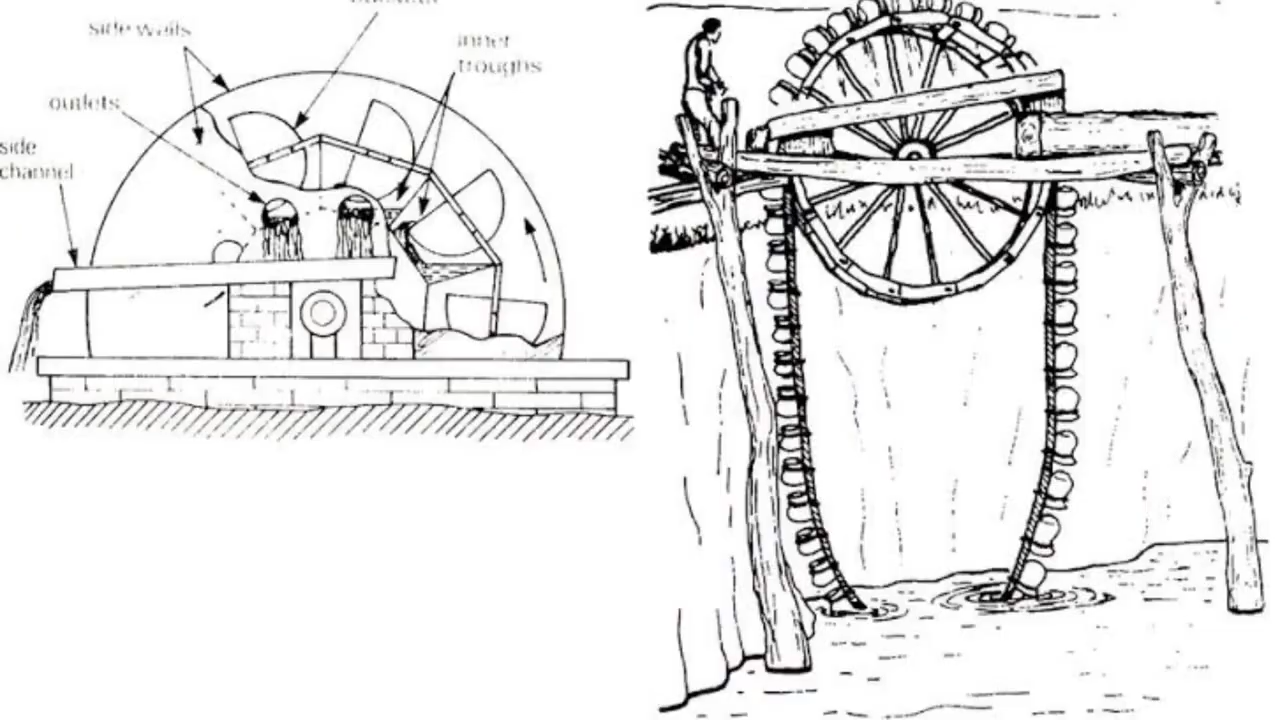 side walls
inner
troughs
outlets
side
channel